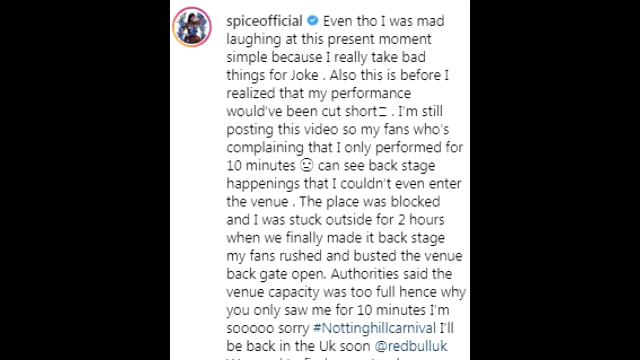 spiceofficial Even tho I was mad
laughing at this present moment
simple because I really take bad
things for Joke . Also this is before I
realized that my performance
would've been cut short . I'm still
posting this video so my fans who's
complaining that I only performed for
10 minutes 😐 can see back stage
happenings that I couldn't even enter
the venue . The place was blocked
and I was stuck outside for 2 hours
when we finally made it back stage
my fans rushed and busted the venue
back gate open. Authorities said the
venue capacity was too full hence why
you only saw me for 10 minutes I'm
sooooo sorry #Nottinghillcarnival I'll
be back in the Uk soon @redbulluk